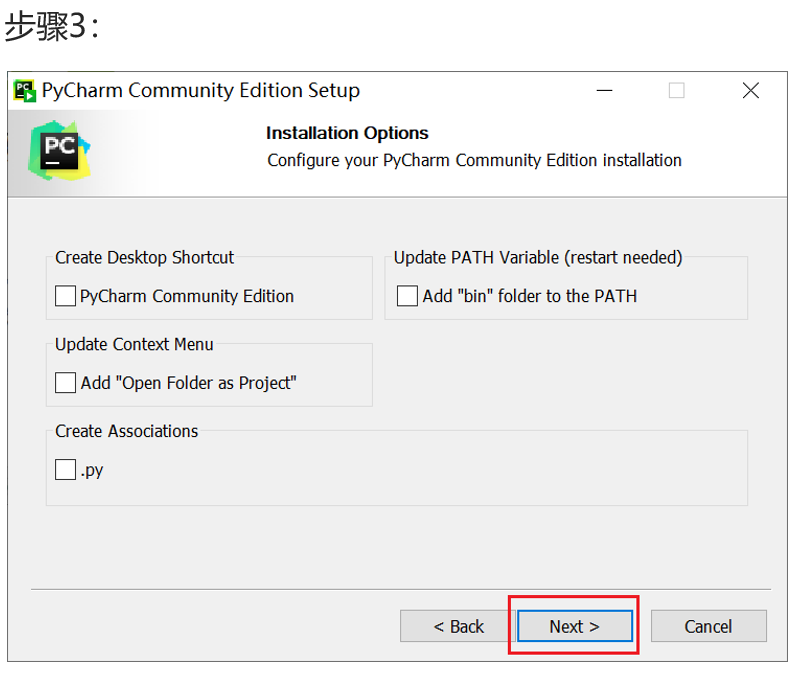 步骤3：
PyCharm Community Edition Setup
PC
Installation Options
Configure your PyCharm Community Edition installation
Create Desktop Shortcut
PyCharm Community Edition
Update PATH Variable (restart needed)
Add "bin" folder to the PATH
Update Context Menu
Add "Open Folder as Project"
Create Associations
.py
< Back
Next >
Cancel